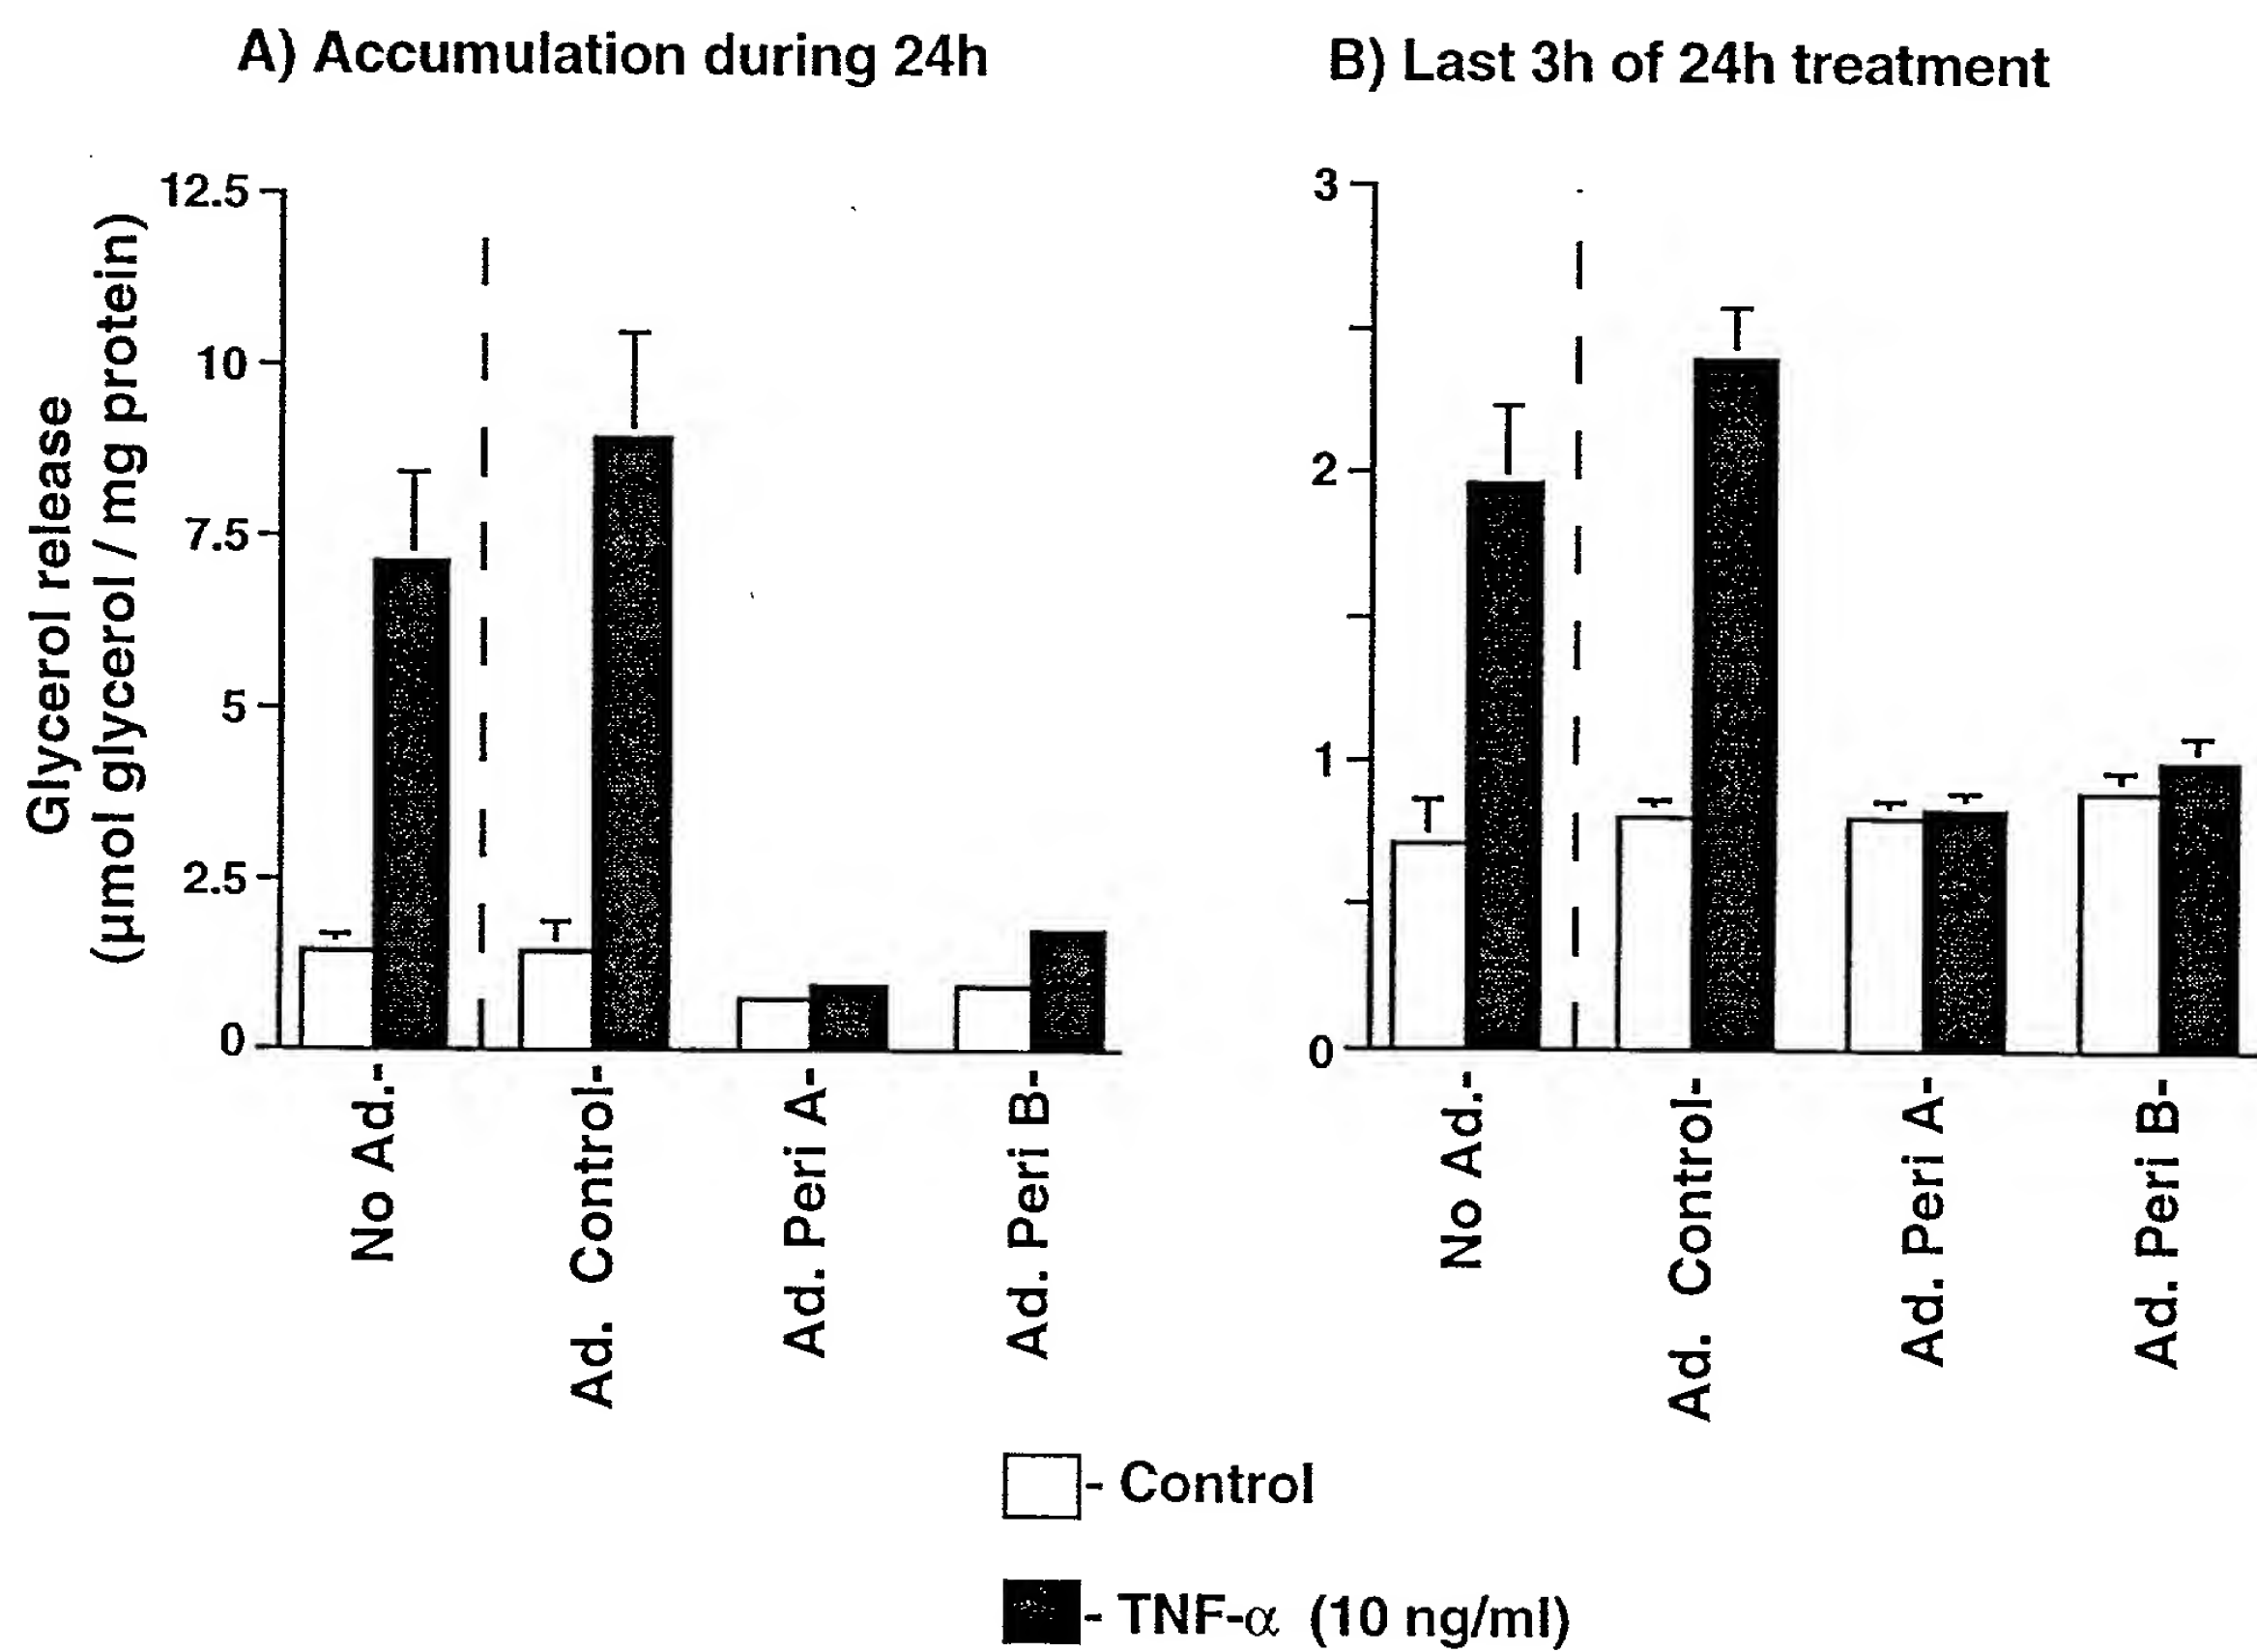 A) Accumulation during 24h
B) Last 3h of 24h treatment
Glycerol release
(µmol glycerol / mg protein)
12.5
10
7.5
5
2.5
0
3
2
1
0
No Ad.-
Ad. Control-
Ad. Peri A-
Ad. Peri B-
No Ad.-
Ad. Control-
Ad. Peri A-
Ad. Peri B-
- Control
- TNF-α (10 ng/ml)